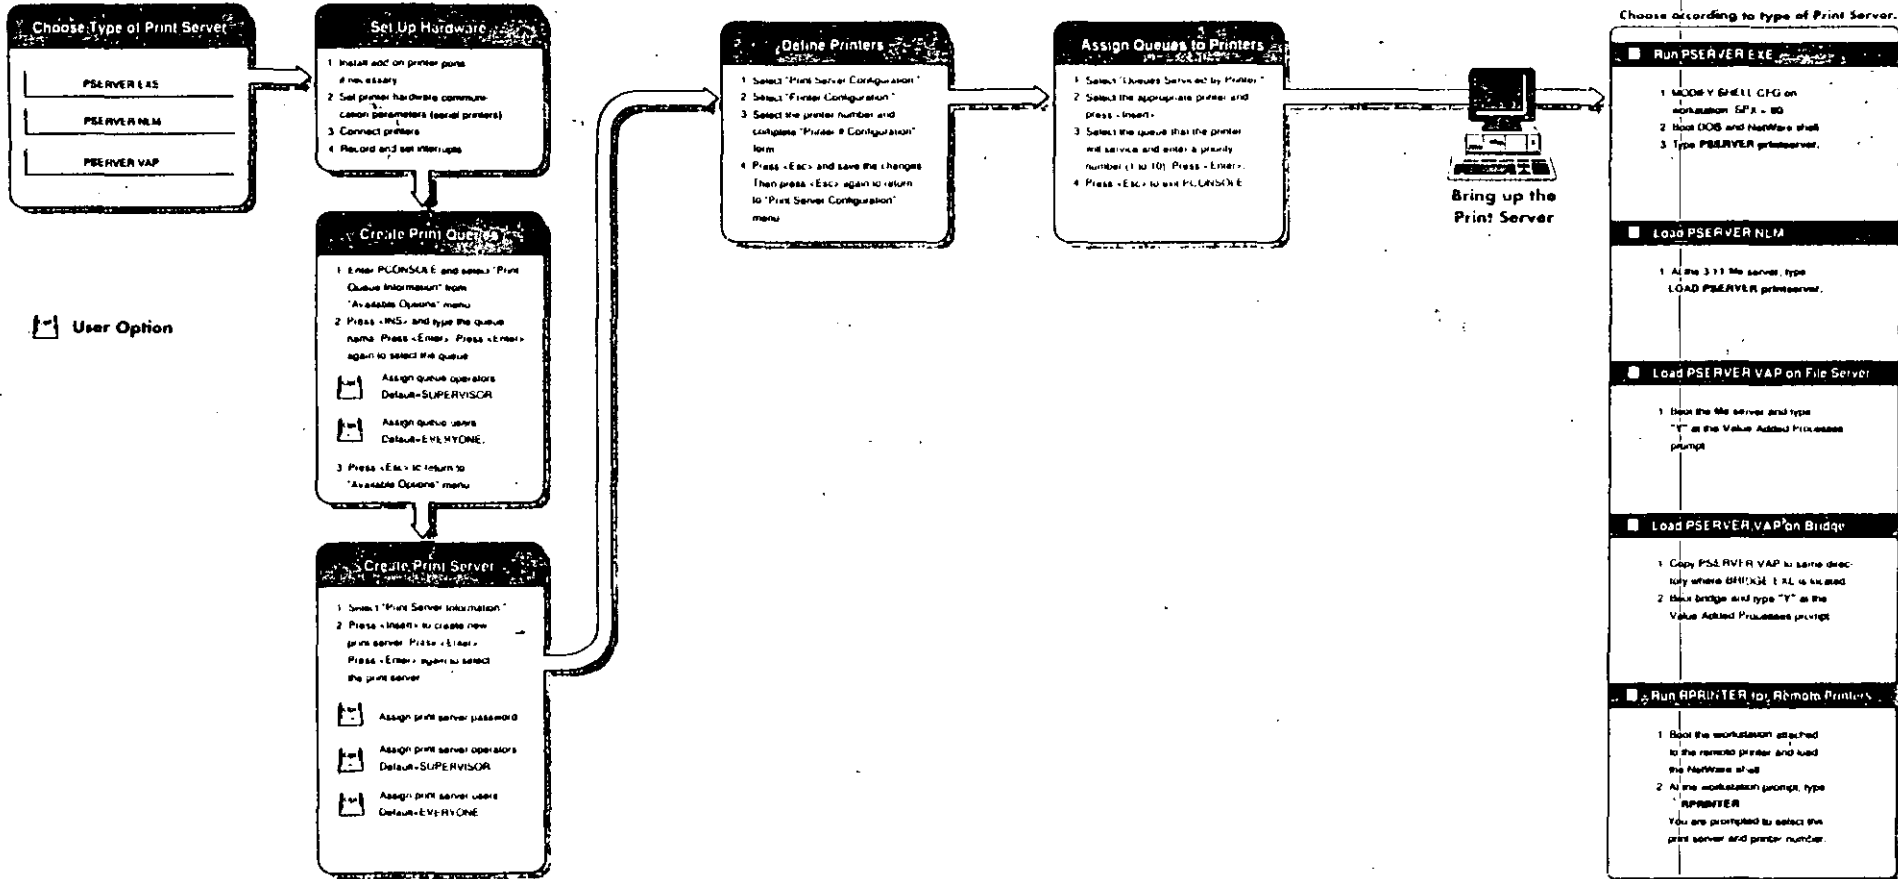 Choose Type of Print Server
PSERVER EXE
PSERVER NLM
PSERVER VAP
User Option
Set Up Hardware
1 Install add on printer ports
if necessary
2 Set printer hardware commun-
cation parameters (serial printers)
3 Connect printers
4 Record and set interrupts
Create Print Queues
1 Enter PCONSOLE and select "Print
Queue Information" from
"Available Options" menu
2 Press <INS> and type the queue
name. Press <Enter>. Press <Enter>
again to select the queue
Assign queue operators
Default=SUPERVISOR
Assign queue users
Default=EVERYONE.
3 Press <Esc> to return to
"Available Options" menu
Create Print Server
1 Select "Print Server Information."
2 Press <Insert> to create new
print server. Press <Enter>.
Press <Enter> again to select
the print server
Assign print server password
Assign print server operators
Default=SUPERVISOR
Assign print server users
Default=EVERYONE
Define Printers
1 Select "Print Server Configuration."
2 Select "Printer Configuration."
3 Select the printer number and
complete "Printer # Configuration"
form
4 Press <Esc> and save the changes.
Then press <Esc> again to return
to "Print Server Configuration"
menu
Assign Queues to Printers
1 Select "Queues Serviced by Printer."
2 Select the appropriate printer and
press <Insert>
3 Select the queue that the printer
will service and enter a priority
number (1 to 10). Press <Enter>.
4 Press <Esc> to exit PCONSOLE
Bring up the
Print Server
Choose according to type of Print Server.
Run PSERVER EXE
1 MODIFY SHELL CFG on
workstation SPX = 60
2 Boot DOS and NetWare shell
3 Type PSERVER printserver.
Load PSERVER NLM
1 At the 3.11 file server, type
LOAD PSERVER printserver.
Load PSERVER VAP on File Server
1 Boot the file server and type
"Y" at the Value Added Processes
prompt
Load PSERVER VAP on Bridge
1 Copy PSERVER VAP to same direc-
tory where BRIDGE EXE is located
2 Boot bridge and type "Y" at the
Value Added Processes prompt
Run RPRINTER for Remote Printers
1 Boot the workstation attached
to the remote printer and load
the NetWare shell
2 At the workstation prompt, type
RPRINTER
You are prompted to select the
print server and printer number.